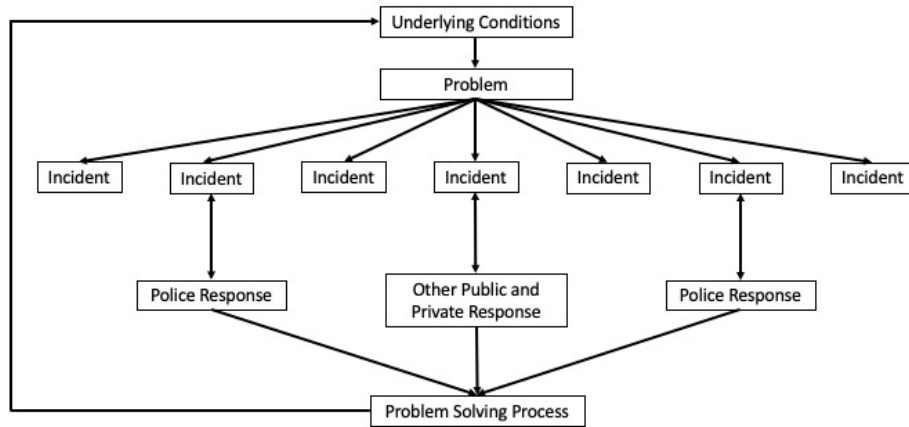 Underlying Conditions
Problem
Incident
Incident
Incident
Incident
Incident
Incident
Incident
Police Response
Other Public and
Private Response
Police Response
Problem Solving Process